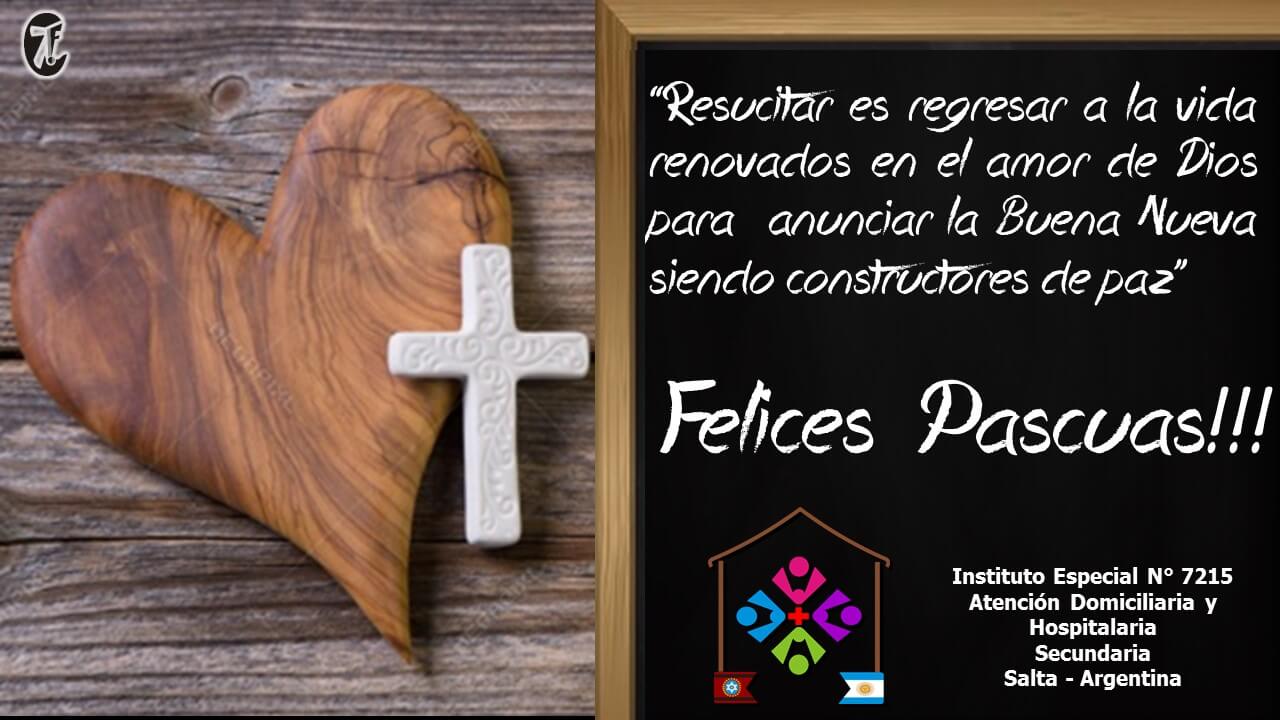 "Resucitar es regresar a la vida
renovados en el amor de Dios
para anunciar la Buena Nueva
siendo constructores de paz"
Felices Pascuas!!!
Instituto Especial N° 7215
Atención Domiciliaria y
Hospitalaria
Secundaria
Salta - Argentina